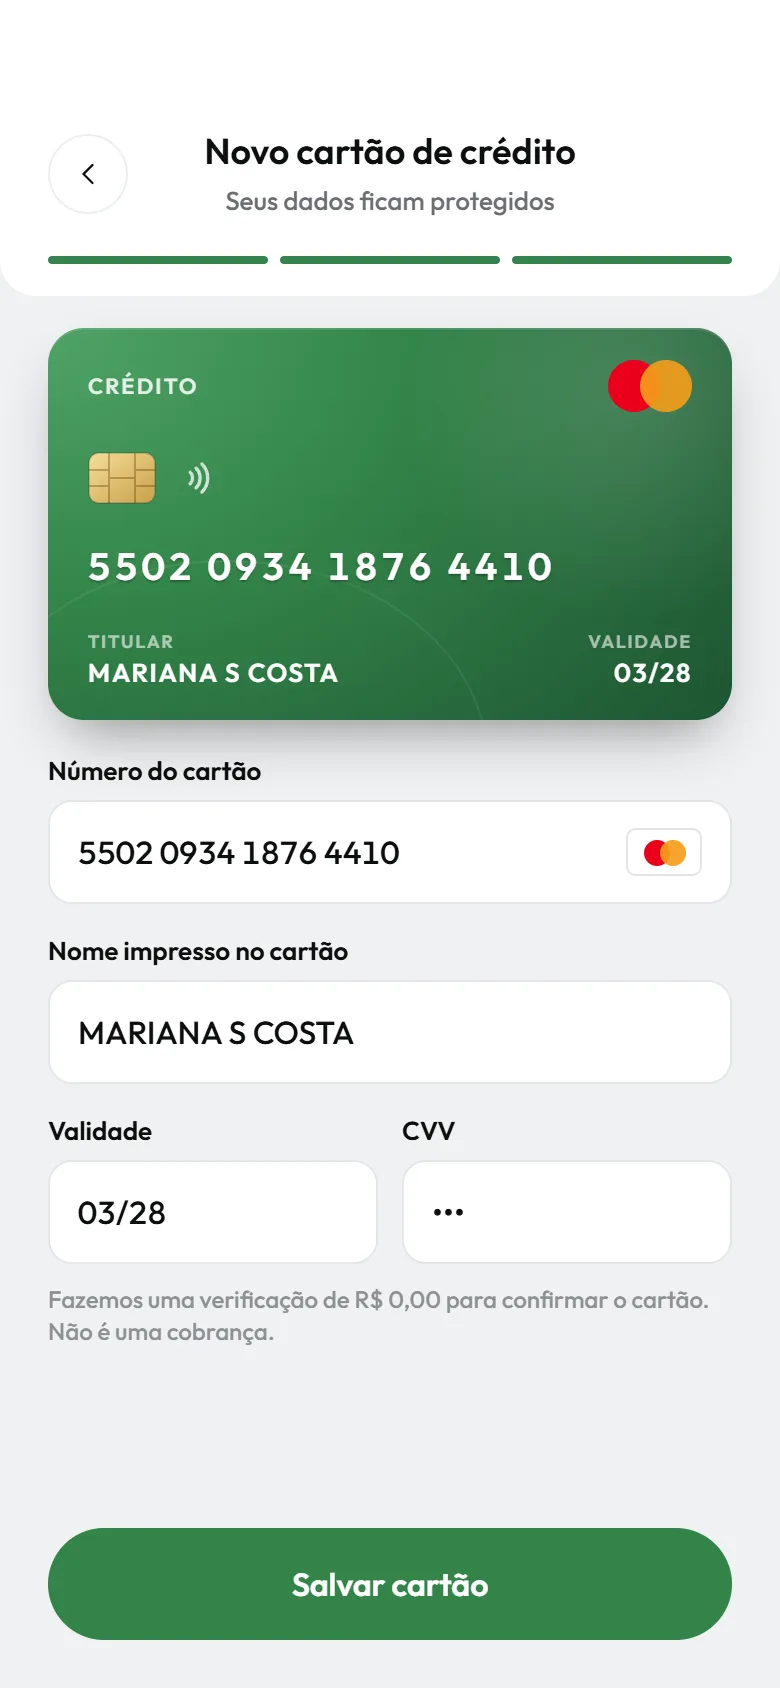 Novo cartão de crédito
Seus dados ficam protegidos
CRÉDITO
5502 0934 1876 4410
TITULAR
VALIDADE
MARIANA S COSTA
03/28
Número do cartão
5502 0934 1876 4410
Nome impresso no cartão
MARIANA S COSTA
Validade
CVV
03/28
•••
Fazemos uma verificação de R$ 0,00 para confirmar o cartão.
Não é uma cobrança.
Salvar cartão